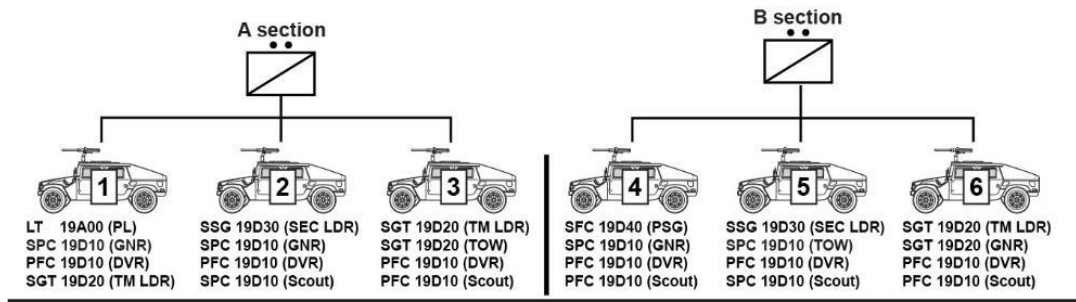 A section
B section
1
2
3
4
5
6
LT 19A00 (PL)
SPC 19D10 (GNR)
PFC 19D10 (DVR)
SGT 19D20 (TM LDR)
SSG 19D30 (SEC LDR)
SPC 19D10 (GNR)
PFC 19D10 (DVR)
SPC 19D10 (Scout)
SGT 19D20 (TM LDR)
SGT 19D20 (TOW)
PFC 19D10 (DVR)
PFC 19D10 (Scout)
SFC 19D40 (PSG)
SPC 19D10 (GNR)
PFC 19D10 (DVR)
PFC 19D10 (Scout)
SSG 19D30 (SEC LDR)
SPC 19D10 (TOW)
PFC 19D10 (DVR)
SPC 19D10 (Scout)
SGT 19D20 (TM LDR)
SGT 19D20 (GNR)
PFC 19D10 (DVR)
PFC 19D10 (Scout)